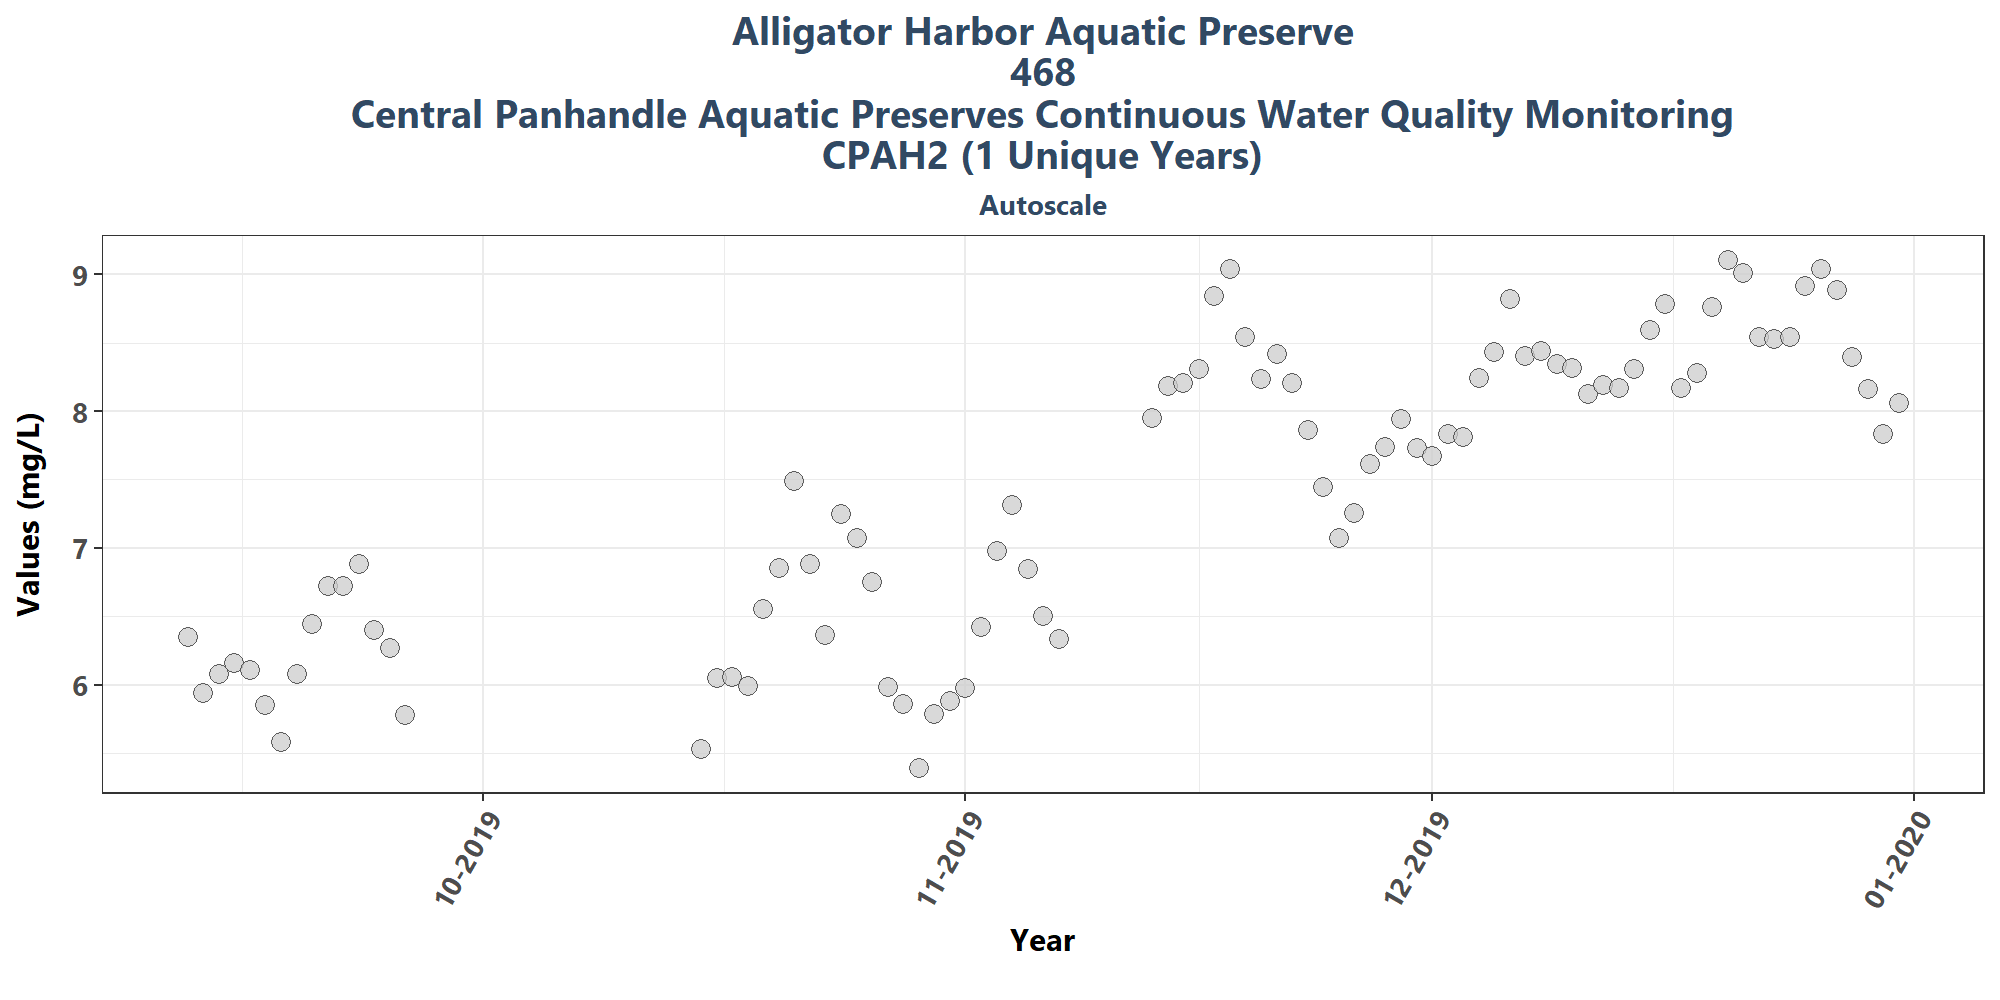 Alligator Harbor Aquatic Preserve
468
Central Panhandle Aquatic Preserves Continuous Water Quality Monitoring
CPAH2 (1 Unique Years)
Autoscale
Values (mg/L)
9
8
7
6
10-2019
11-2019
12-2019
01-2020
Year